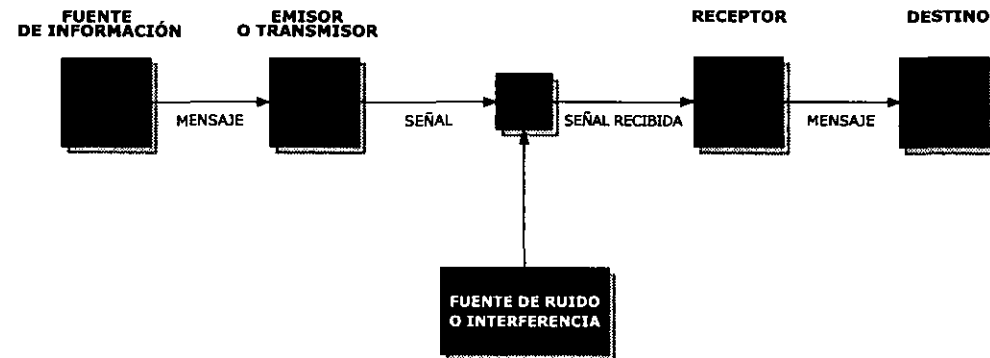 FUENTE
DE INFORMACIÓN
EMISOR
O TRANSMISOR
RECEPTOR
DESTINO
MENSAJE
SEÑAL
SEÑAL RECIBIDA
MENSAJE
FUENTE DE RUIDO
O INTERFERENCIA